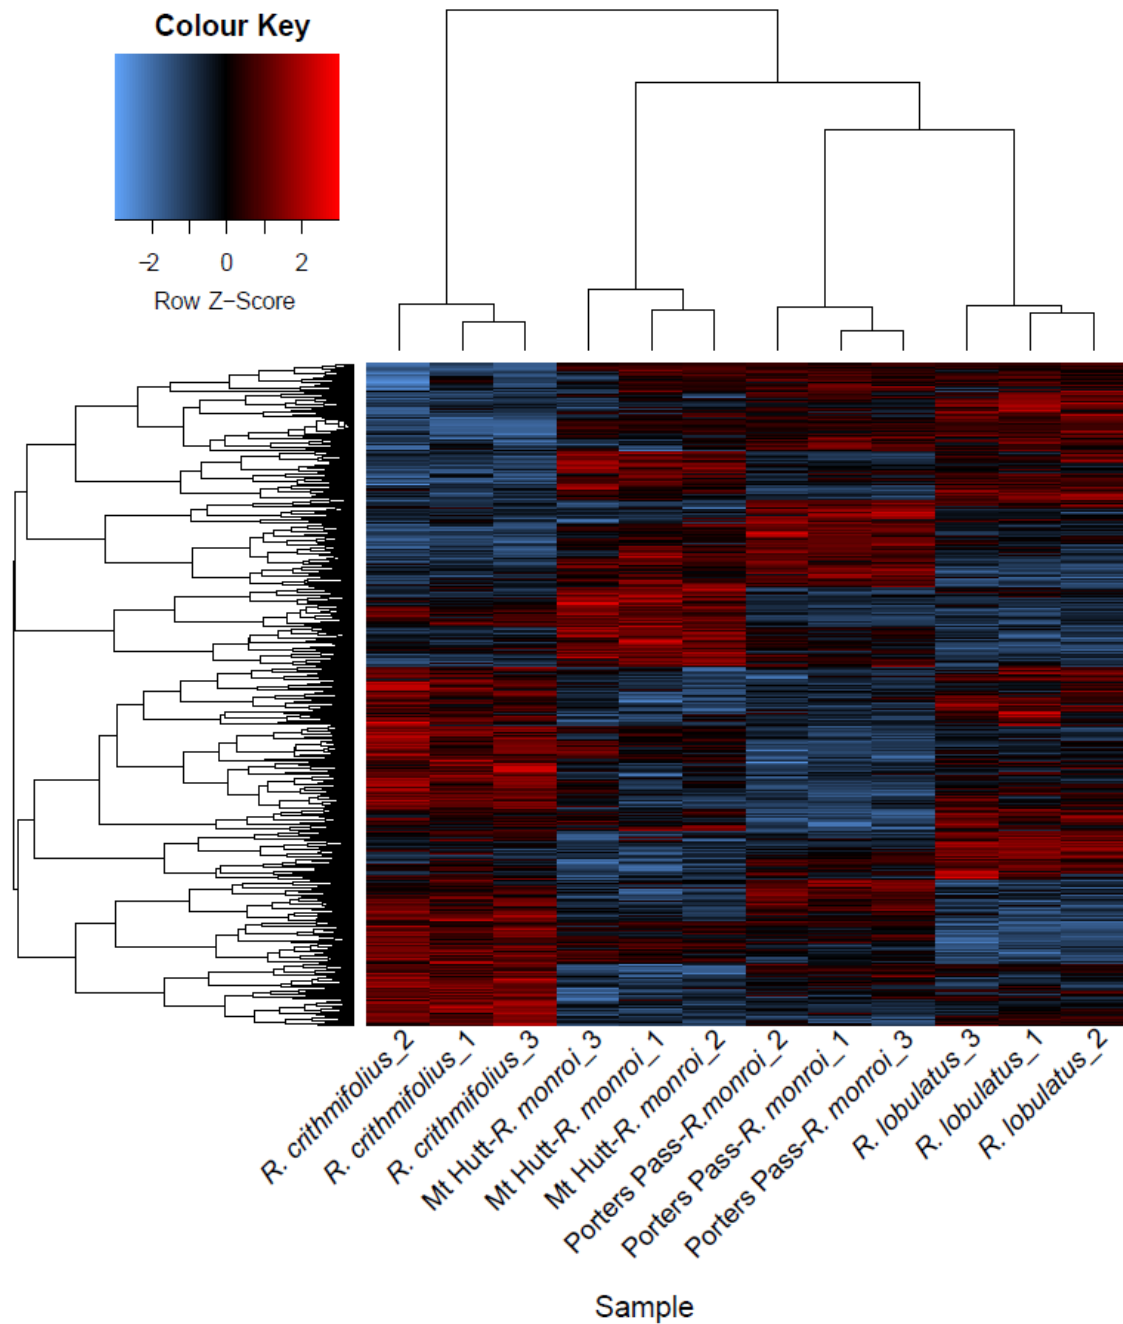 Colour Key
−2 0 2
Row Z−Score
R. crithmifolius_2
R. crithmifolius_1
R. crithmifolius_3
Mt Hutt-R. monroi_3
Mt Hutt-R. monroi_1
Mt Hutt-R. monroi_2
Porters Pass-R.monroi_2
Porters Pass-R. monroi_1
Porters Pass-R. monroi_3
R. lobulatus_3
R. lobulatus_1
R. lobulatus_2
Sample